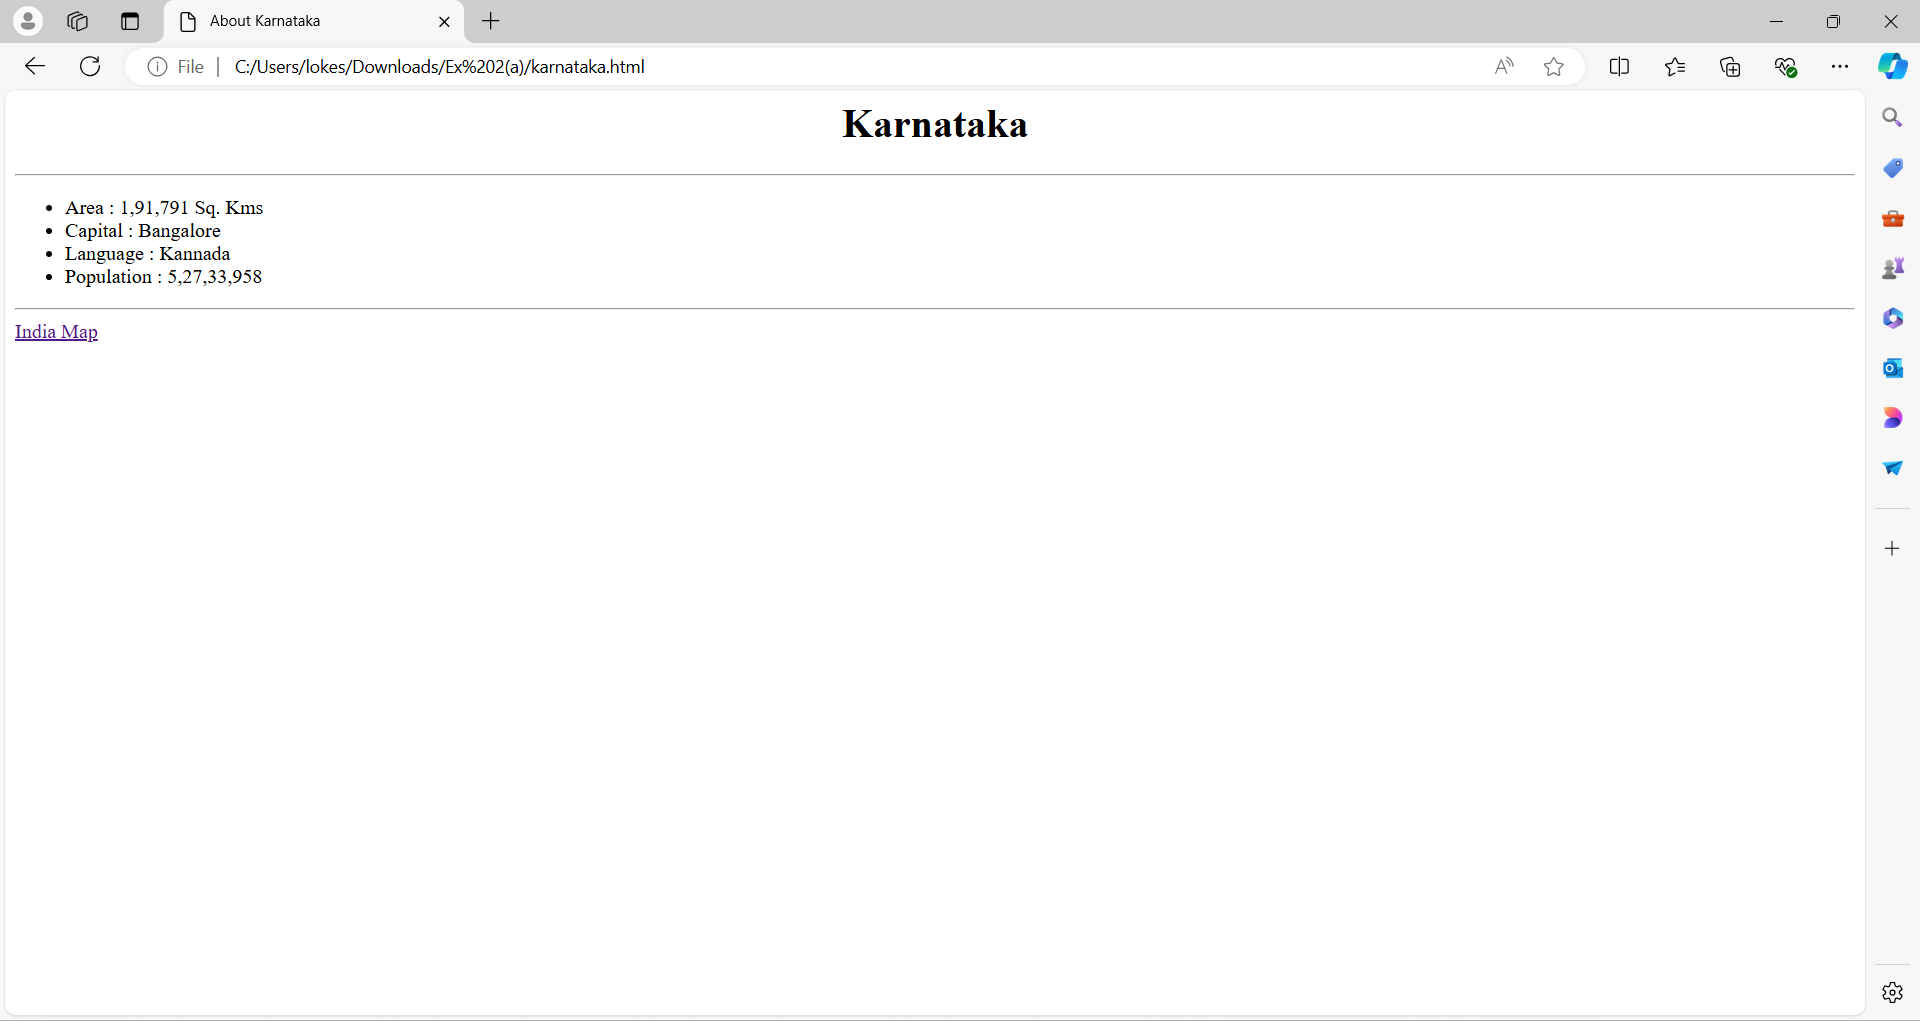 About Karnataka
File C:/Users/lokes/Downloads/Ex%202(a)/karnataka.html
Karnataka
Area : 1,91,791 Sq. Kms
Capital : Bangalore
Language : Kannada
Population : 5,27,33,958
India Map